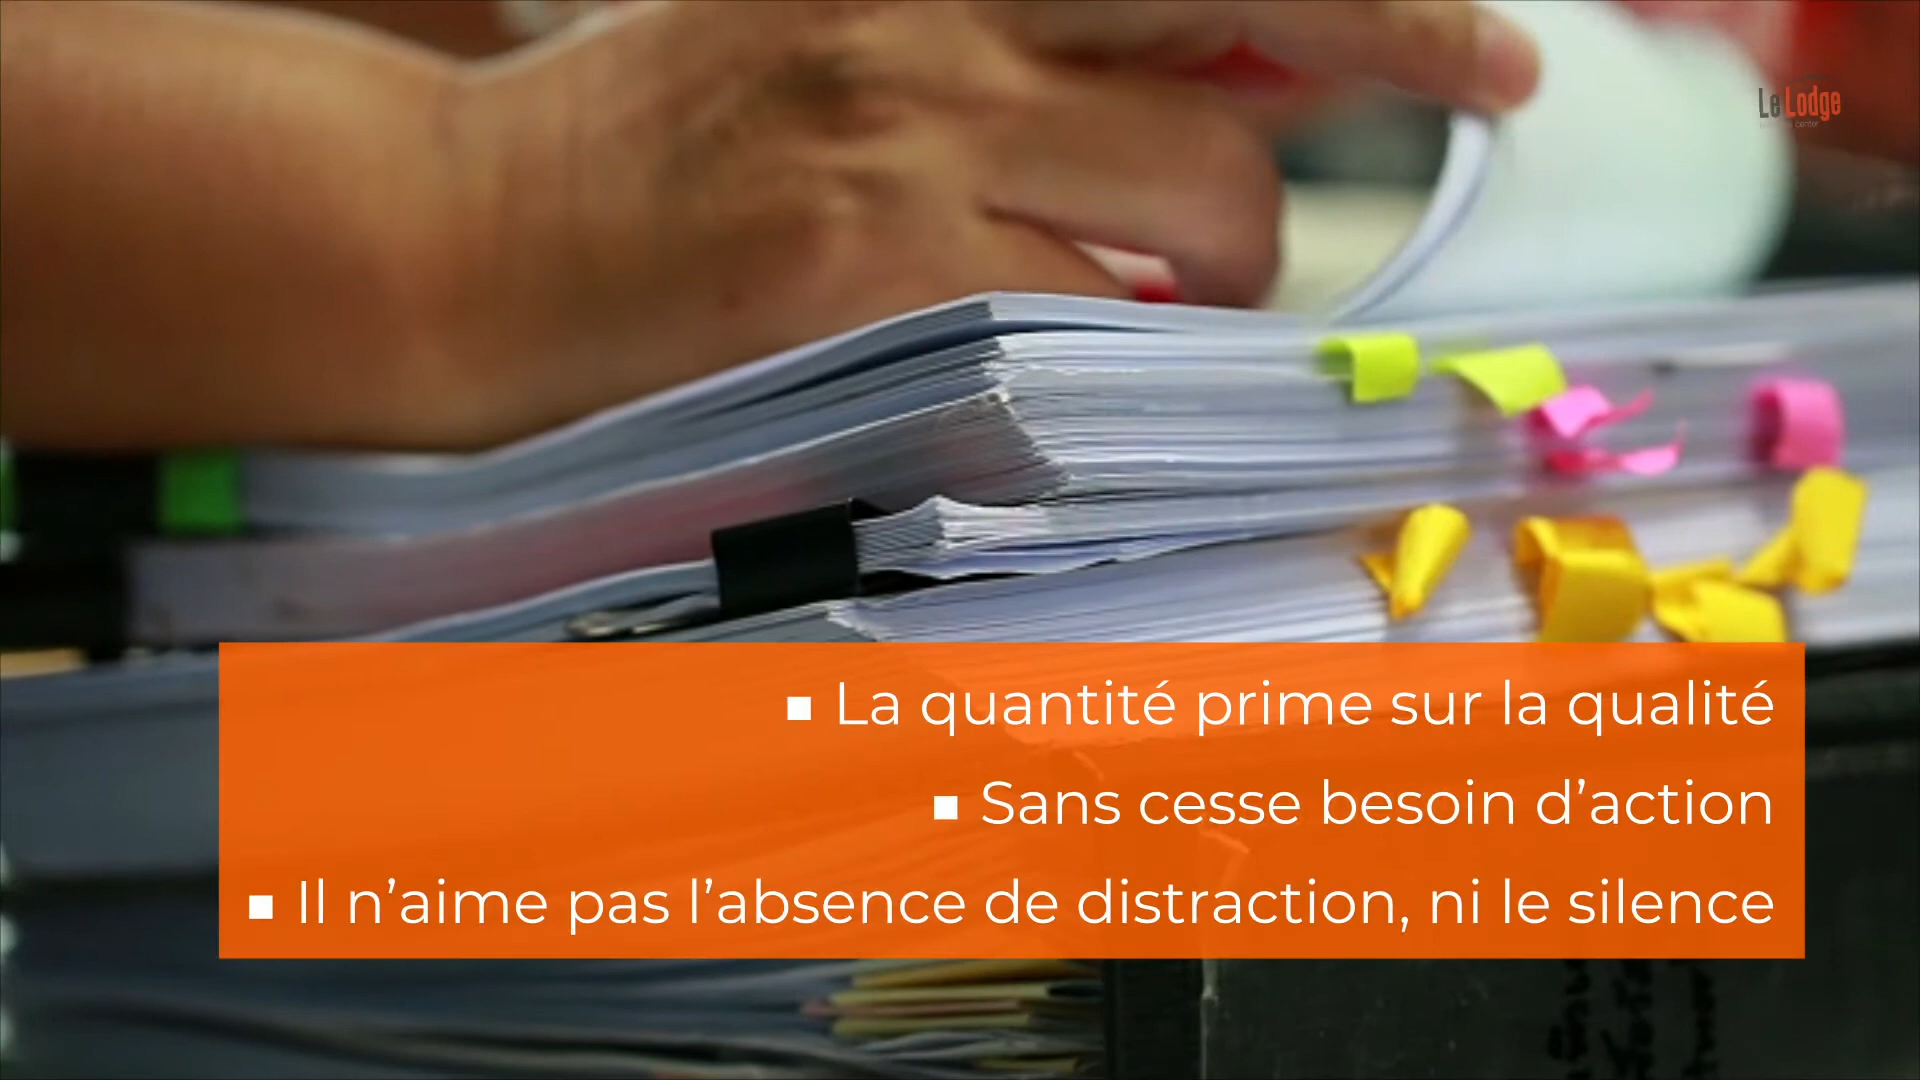 Le Lodge
center
▪ La quantité prime sur la qualité
▪ Sans cesse besoin d’action
▪ Il n’aime pas l’absence de distraction, ni le silence